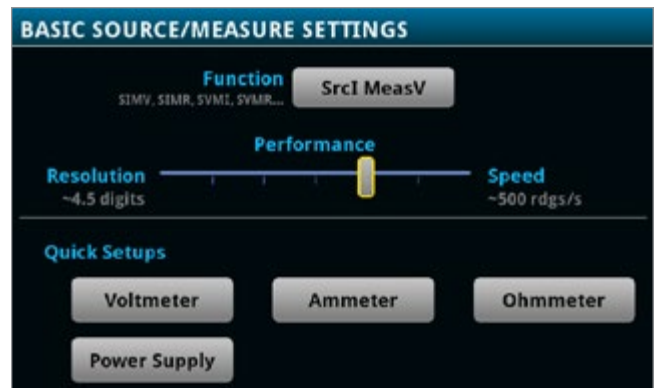 BASIC SOURCE/MEASURE SETTINGS
Function
SIMV, SIMR, SVMI, SVMR...
SrcI MeasV
Performance
Resolution
~4.5 digits
Speed
~500 rdgs/s
Quick Setups
Voltmeter
Ammeter
Ohmmeter
Power Supply